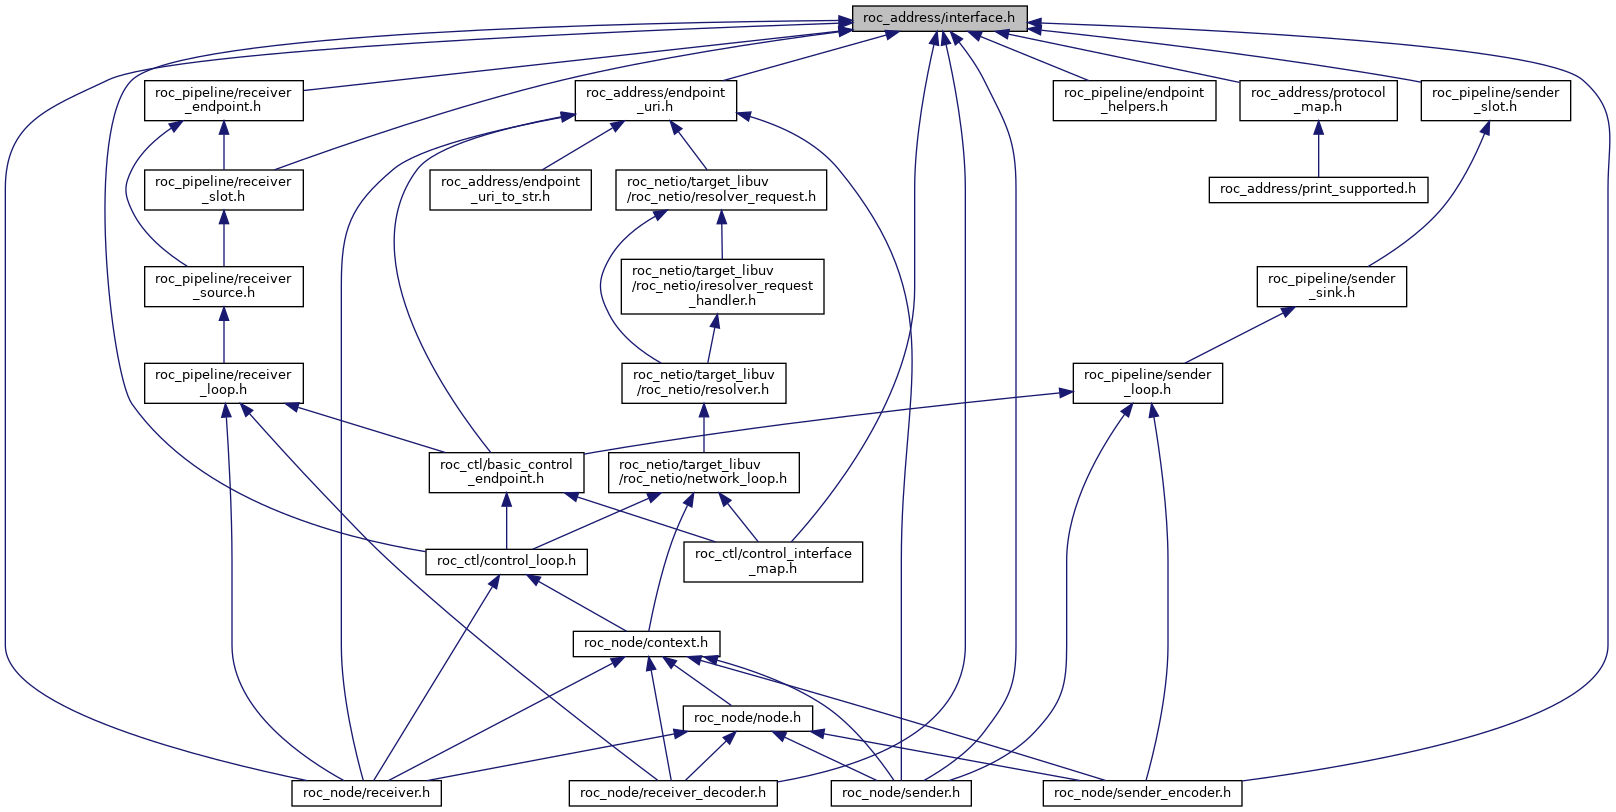 roc_address/interface.h
roc_pipeline/receiver
_endpoint.h
roc_address/endpoint
_uri.h
roc_pipeline/endpoint
_helpers.h
roc_address/protocol
_map.h
roc_pipeline/sender
_slot.h
roc_pipeline/receiver
_slot.h
roc_address/endpoint
_uri_to_str.h
roc_netio/target_libuv
/roc_netio/resolver_request.h
roc_address/print_supported.h
roc_pipeline/receiver
_source.h
roc_netio/target_libuv
/roc_netio/iresolver_request
_handler.h
roc_pipeline/sender
_sink.h
roc_pipeline/receiver
_loop.h
roc_netio/target_libuv
/roc_netio/resolver.h
roc_pipeline/sender
_loop.h
roc_ctl/basic_control
_endpoint.h
roc_netio/target_libuv
/roc_netio/network_loop.h
roc_ctl/control_loop.h
roc_ctl/control_interface
_map.h
roc_node/context.h
roc_node/node.h
roc_node/receiver.h
roc_node/receiver_decoder.h
roc_node/sender.h
roc_node/sender_encoder.h